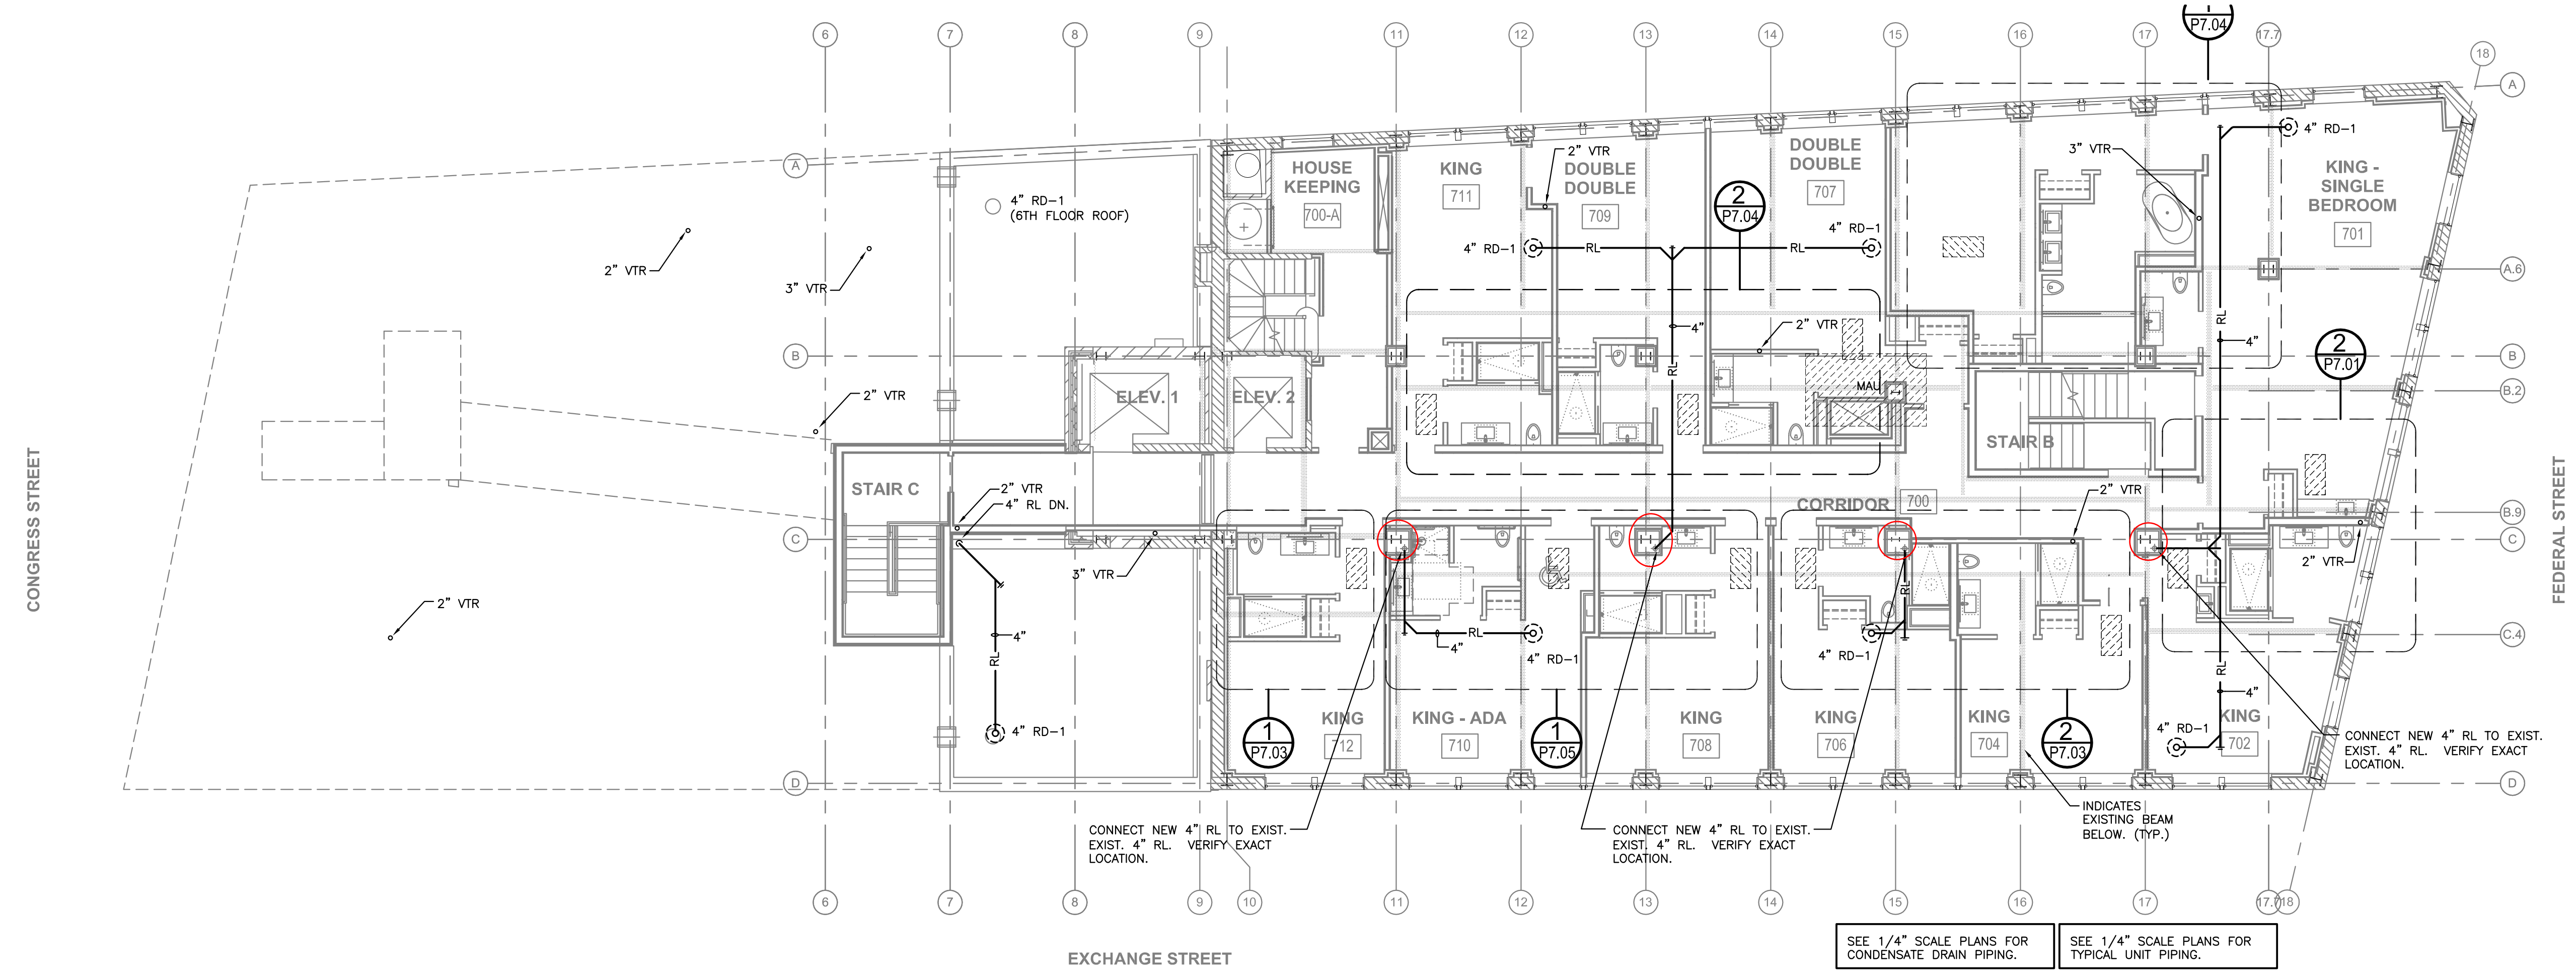 P7.04
6
7
8
9
11
12
13
14
15
16
17
17.7
18
A
A
4" RD-1
3" VTR
2" VTR
HOUSE
KEEPING
700-A
KING
711
DOUBLE
DOUBLE
709
DOUBLE
DOUBLE
707
KING -
SINGLE
BEDROOM
701
4" RD-1
(6TH FLOOR ROOF)
2
P7.04
4" RD-1
RL
RL
4" RD-1
2" VTR
3" VTR
A.6
RL
4"
2" VTR
4"
B
RL
2
P7.01
B
MAU
B.2
ELEV. 1
ELEV. 2
2" VTR
STAIR B
CONGRESS STREET
FEDERAL STREET
STAIR C
2" VTR
4" RL DN.
CORRIDOR
700
2" VTR
B.9
C
C
3" VTR
2" VTR
RL
2" VTR
4"
RL
RL
4"
4" RD-1
4" RD-1
C.4
RL
4"
4" RD-1
1
P7.03
KING
712
KING - ADA
710
1
P7.05
KING
708
KING
706
KING
704
2
P7.03
4" RD-1
KING
702
CONNECT NEW 4" RL TO EXIST.
EXIST. 4" RL. VERIFY EXACT
LOCATION.
D
D
INDICATES
EXISTING BEAM
BELOW. (TYP.)
CONNECT NEW 4" RL TO EXIST.
EXIST. 4" RL. VERIFY EXACT
LOCATION.
CONNECT NEW 4" RL TO EXIST.
EXIST. 4" RL. VERIFY EXACT
LOCATION.
6
7
8
9
10
11
12
13
14
15
16
17
17.7
18
SEE 1/4" SCALE PLANS FOR
CONDENSATE DRAIN PIPING.
SEE 1/4" SCALE PLANS FOR
TYPICAL UNIT PIPING.
EXCHANGE STREET